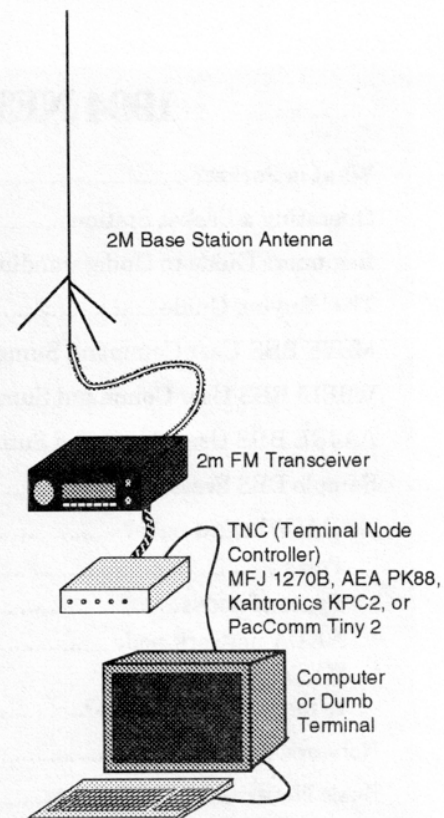 2M Base Station Antenna
2m FM Transceiver
TNC (Terminal Node
Controller)
MFJ 1270B, AEA PK88,
Kantronics KPC2, or
PacComm Tiny 2
Computer
or Dumb
Terminal